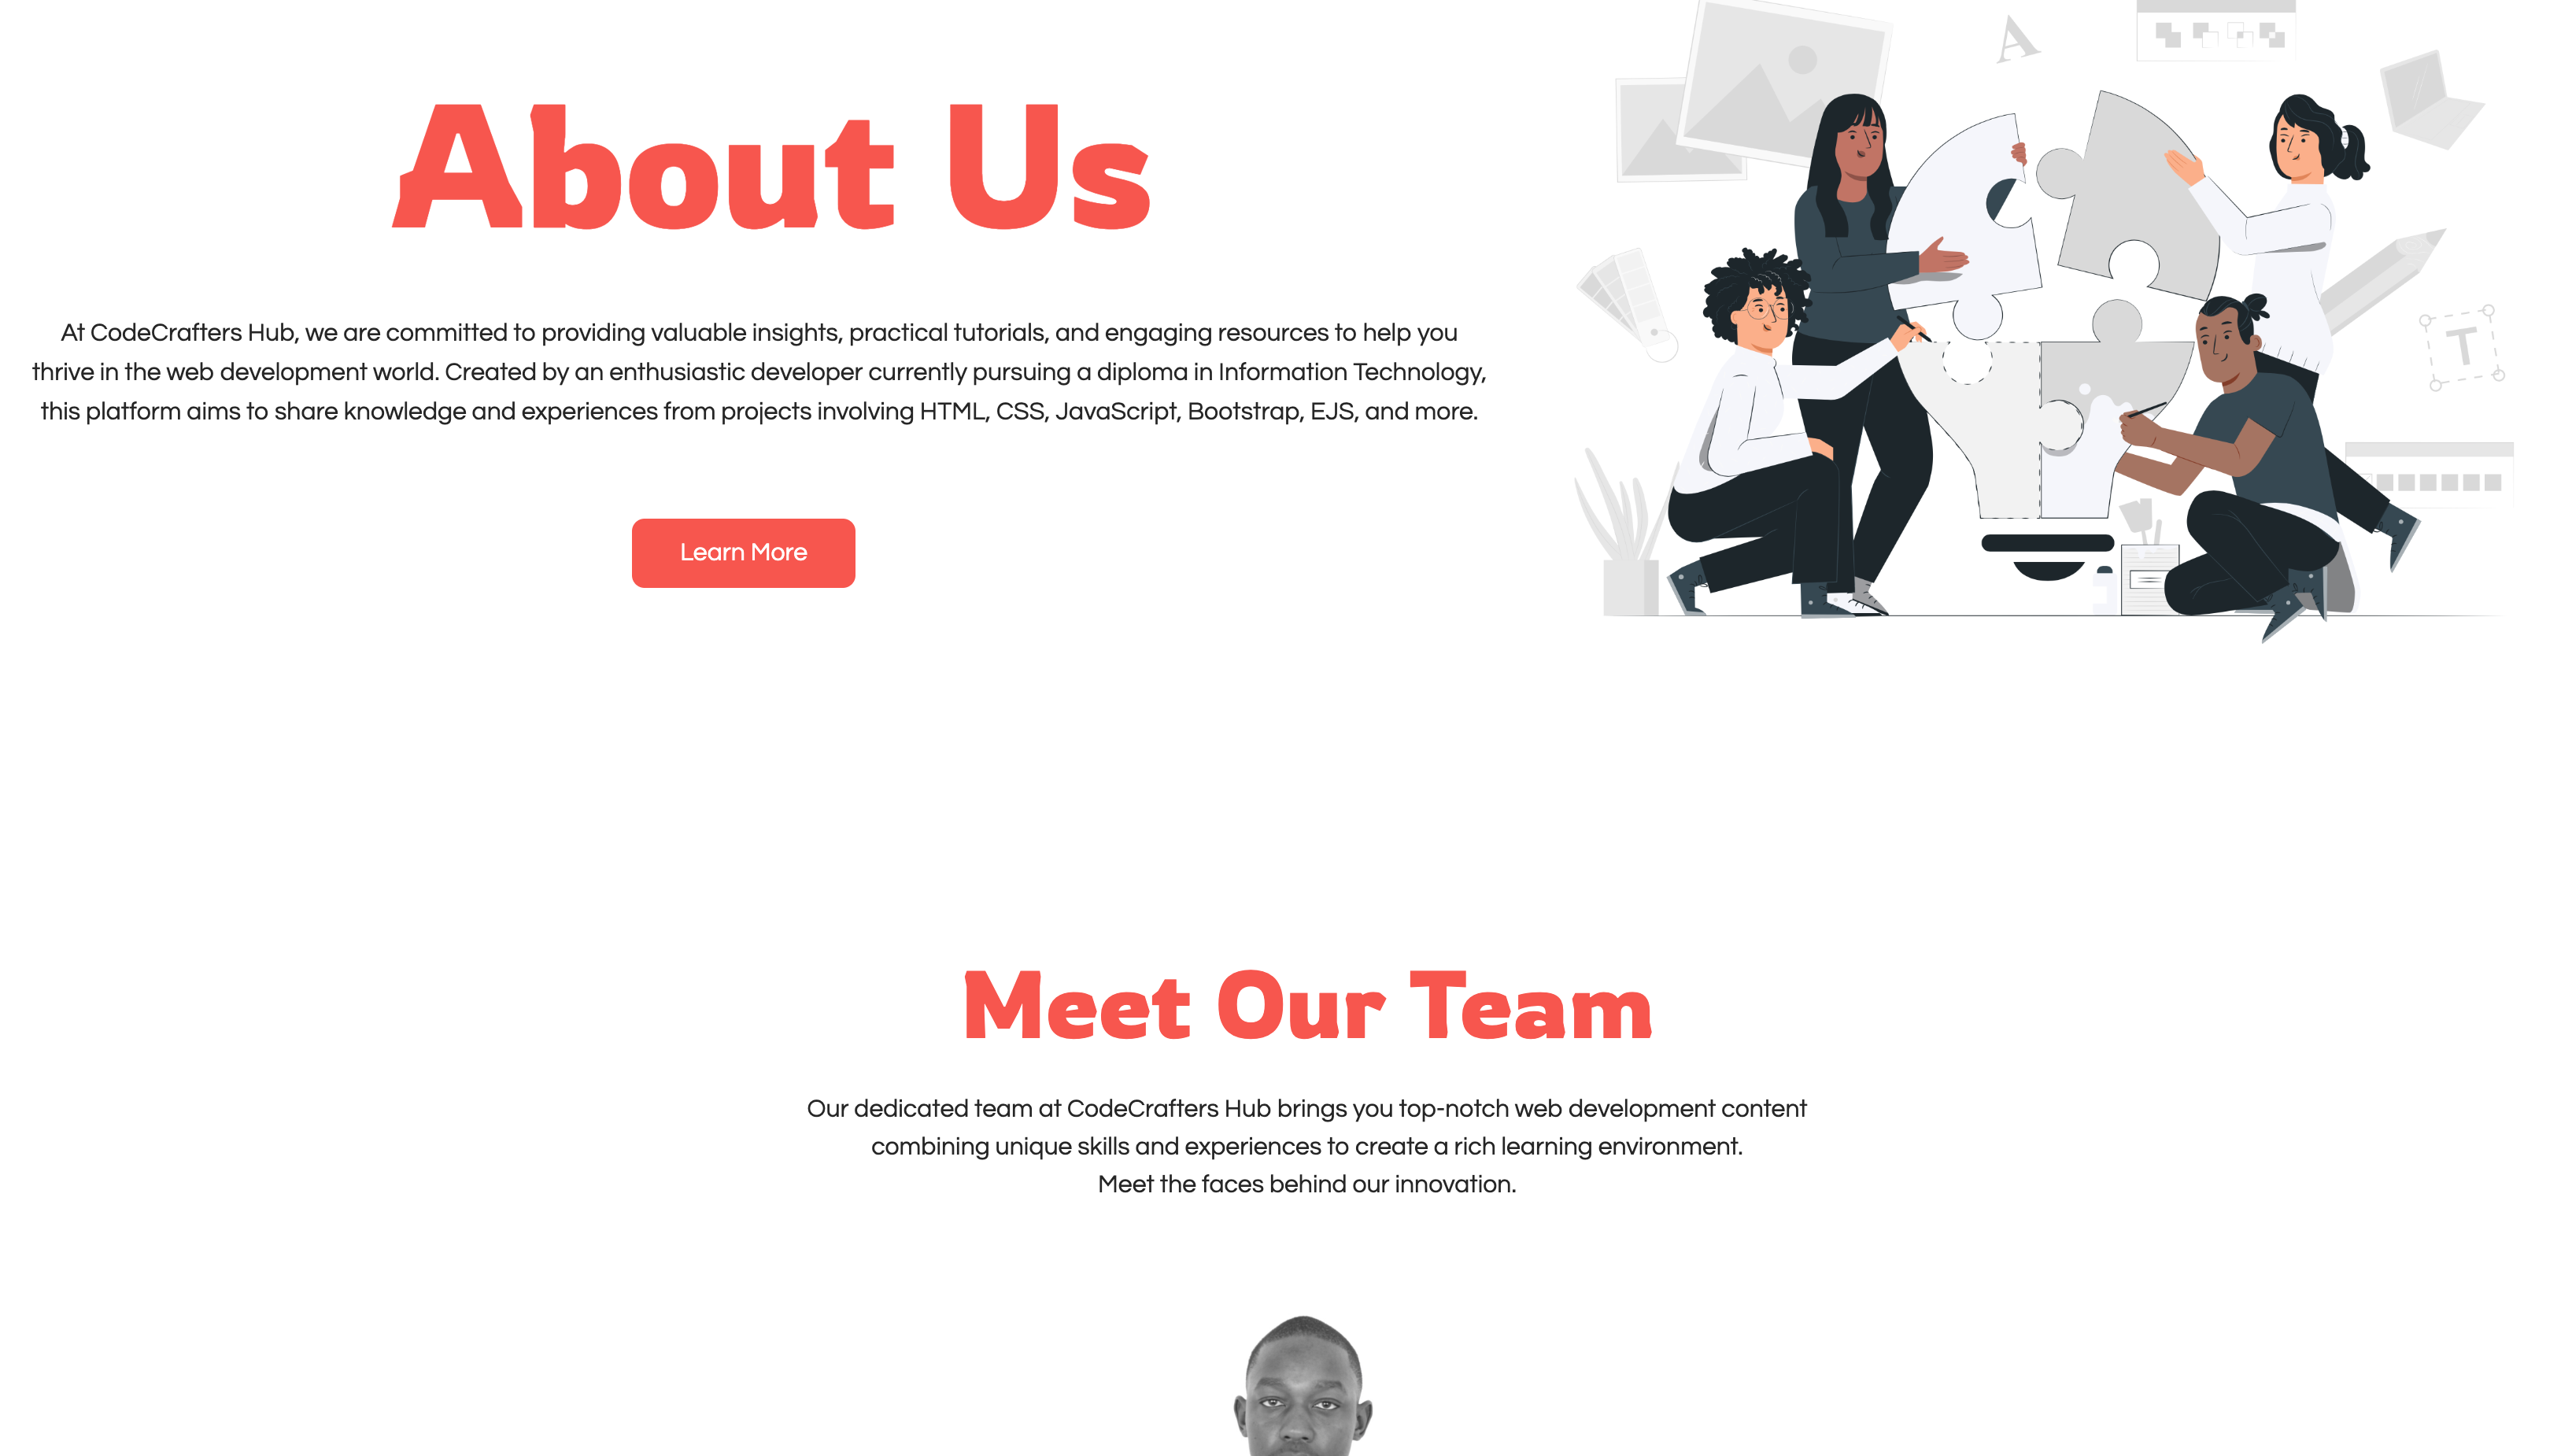 About Us
At CodeCrafters Hub, we are committed to providing valuable insights, practical tutorials, and engaging resources to help you
thrive in the web development world. Created by an enthusiastic developer currently pursuing a diploma in Information Technology,
this platform aims to share knowledge and experiences from projects involving HTML, CSS, JavaScript, Bootstrap, EJS, and more.
Learn More
A
T
Meet Our Team
Our dedicated team at CodeCrafters Hub brings you top-notch web development content
combining unique skills and experiences to create a rich learning environment.
Meet the faces behind our innovation.